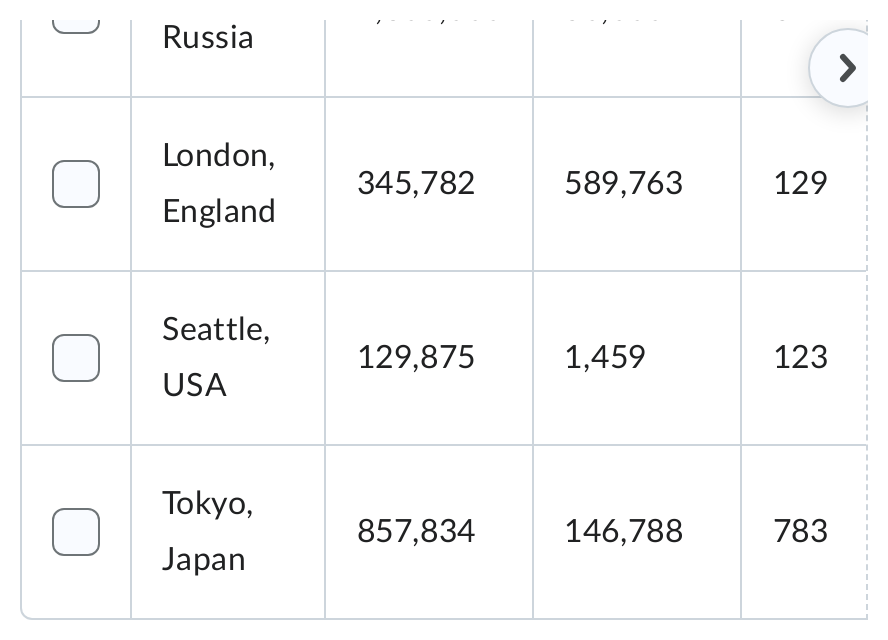 Russia
London,
England
345,782
589,763
129
Seattle,
USA
129,875
1,459
123
Tokyo,
Japan
857,834
146,788
783